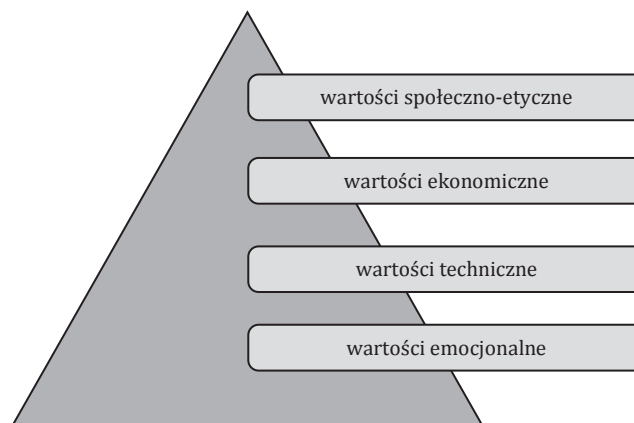 wartości społeczno-etyczne
wartości ekonomiczne
wartości techniczne
wartości emocjonalne